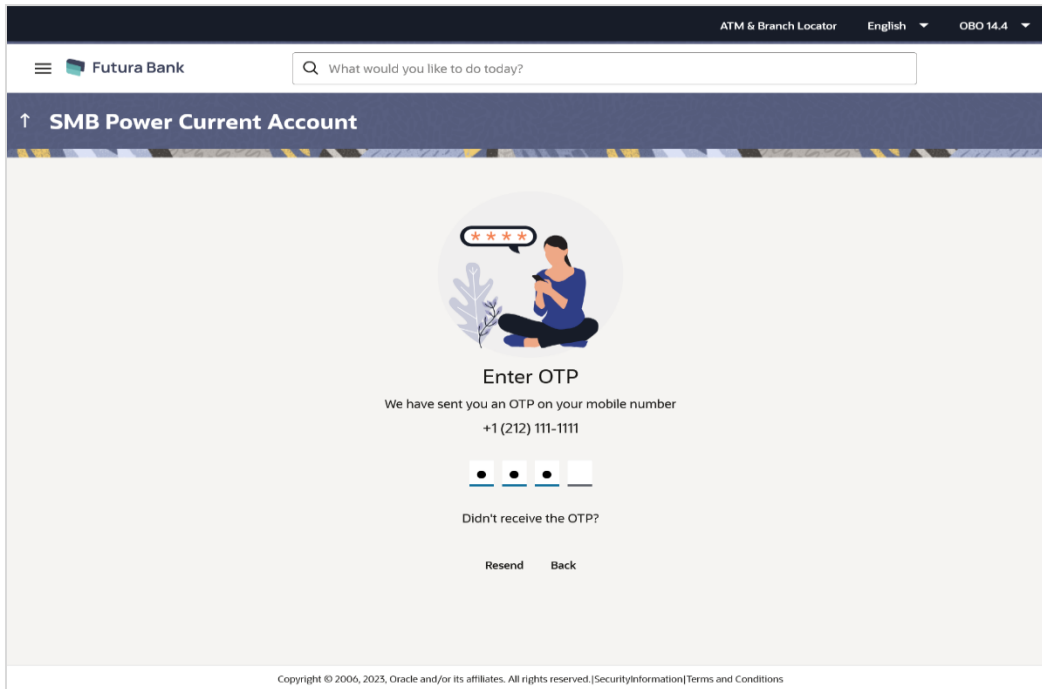 ATM & Branch Locator English OBO 14.4
Futura Bank What would you like to do today?
↑ SMB Power Current Account
* * * *
Enter OTP
We have sent you an OTP on your mobile number
+1 (212) 111-1111
Didn't receive the OTP?
Resend Back
Copyright © 2006, 2023, Oracle and/or its affiliates. All rights reserved.|SecurityInformation|Terms and Conditions